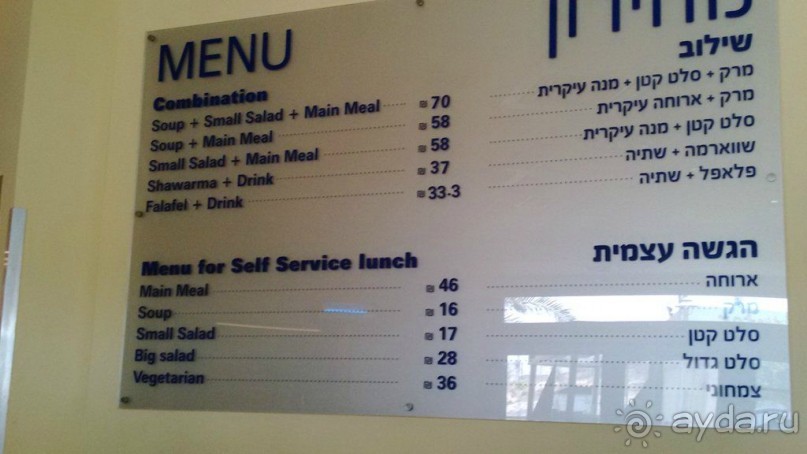 MENU
Combination שילוב
Soup + Small Salad + Main Meal ₪ 70 מרק + סלט קטן + מנה עיקרית
Soup + Main Meal ₪ 58 מרק + ארוחה עיקרית
Small Salad + Main Meal ₪ 58 סלט קטן + מנה עיקרית
Shawarma + Drink ₪ 37 שווארמה + שתיה
Falafel + Drink ₪ 33-3 פלאפל + שתיה
Menu for Self Service lunch הגשה עצמית
Main Meal ₪ 46 ארוחה
Soup ₪ 16 מרק
Small Salad ₪ 17 סלט קטן
Big salad ₪ 28 סלט גדול
Vegetarian ₪ 36 צמחוני
ayda.ru